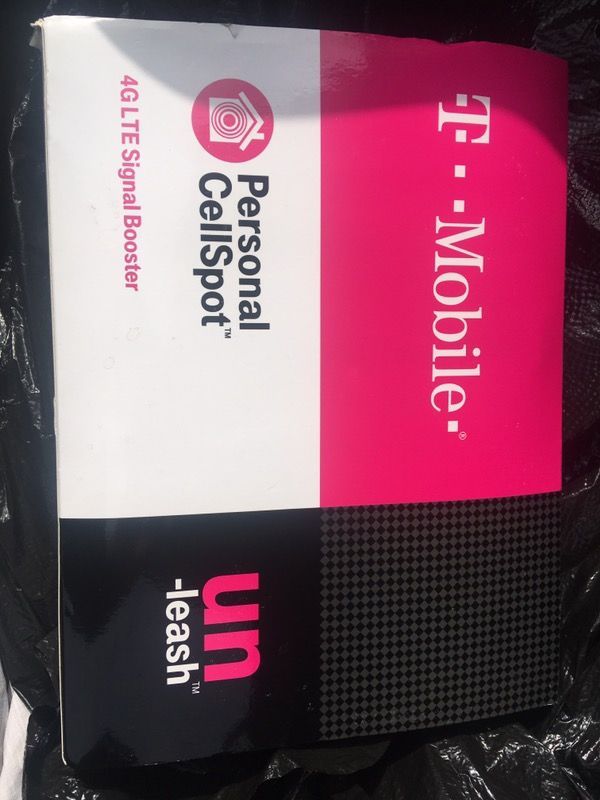 T··Mobile·®
Personal
CellSpot™
4G LTE Signal Booster
un
-leash™